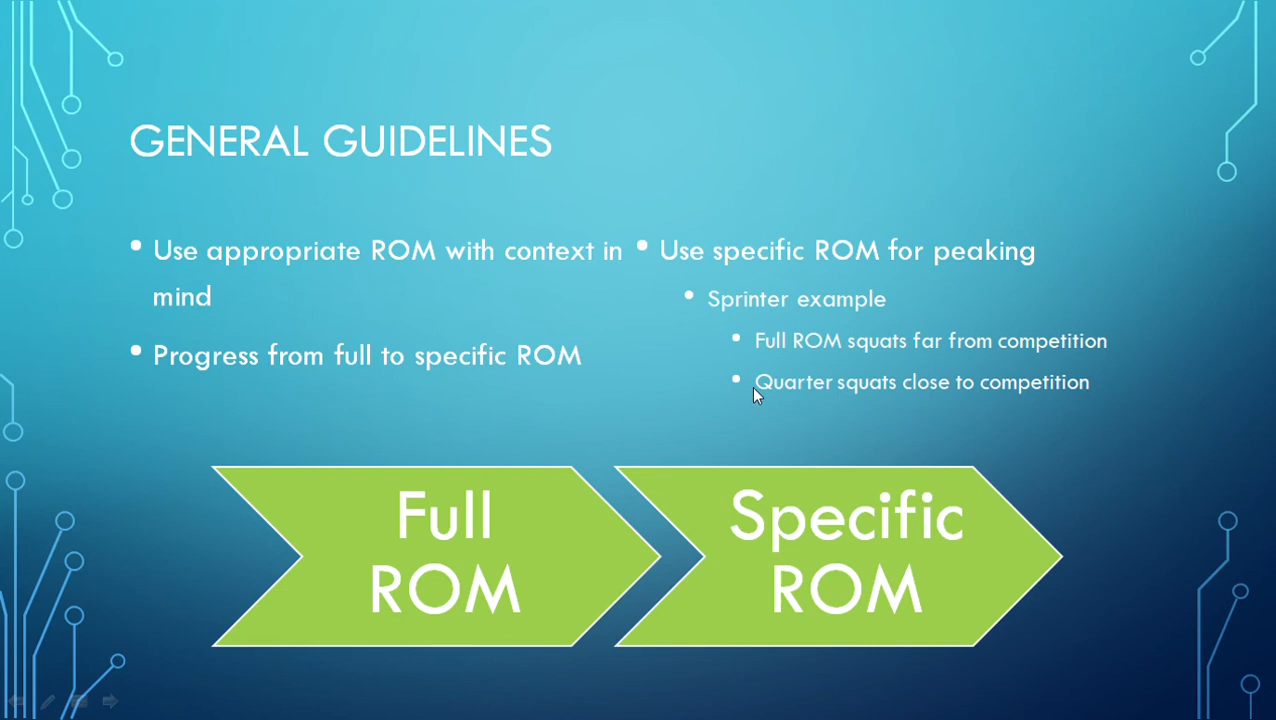 GENERAL GUIDELINES
• Use appropriate ROM with context in
mind
• Progress from full to specific ROM
• Use specific ROM for peaking
• Sprinter example
• Full ROM squats far from competition
• Quarter squats close to competition
Full
ROM
Specific
ROM